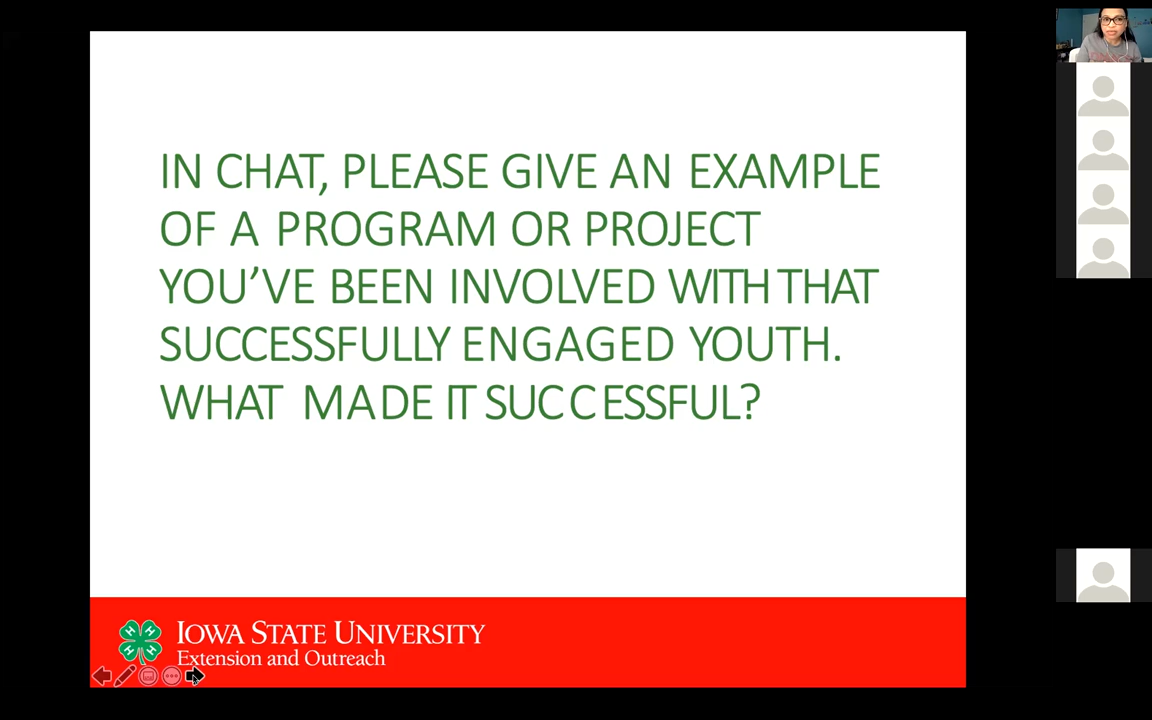 IN CHAT, PLEASE GIVE AN EXAMPLE
OF A PROGRAM OR PROJECT
YOU'VE BEEN INVOLVED WITH THAT
SUCCESSFULLY ENGAGED YOUTH.
WHAT MADE IT SUCCESSFUL?
H H H H
IOWA STATE UNIVERSITY
Extension and Outreach